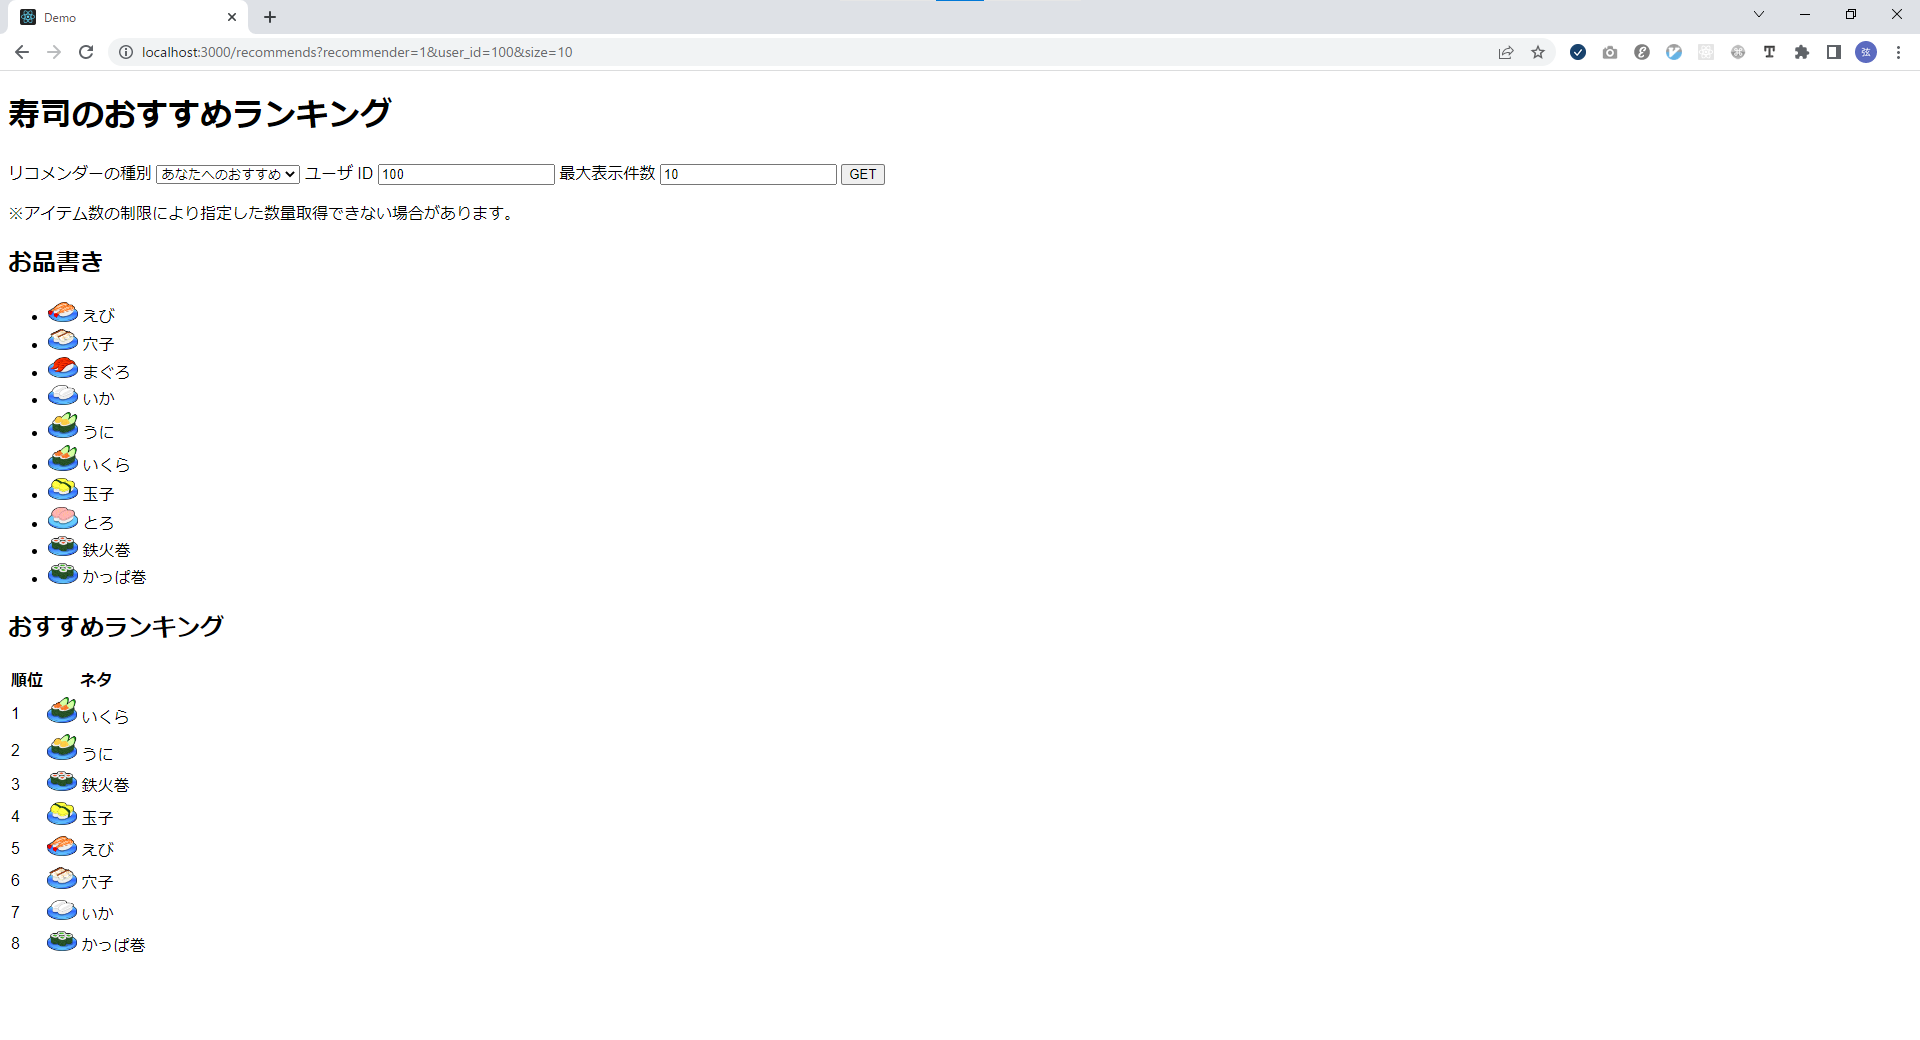 Demo
localhost:3000/recommends?recommender=1&user_id=100&size=10
弦
寿司のおすすめランキング
リコメンダーの種別 あなたへのおすすめ ユーザ ID 100 最大表示件数 10 GET
※アイテム数の制限により指定した数量取得できない場合があります。
お品書き
えび
穴子
まぐろ
いか
うに
いくら
玉子
とろ
鉄火巻
かっぱ巻
おすすめランキング
順位 ネタ
1 いくら
2 うに
3 鉄火巻
4 玉子
5 えび
6 穴子
7 いか
8 かっぱ巻